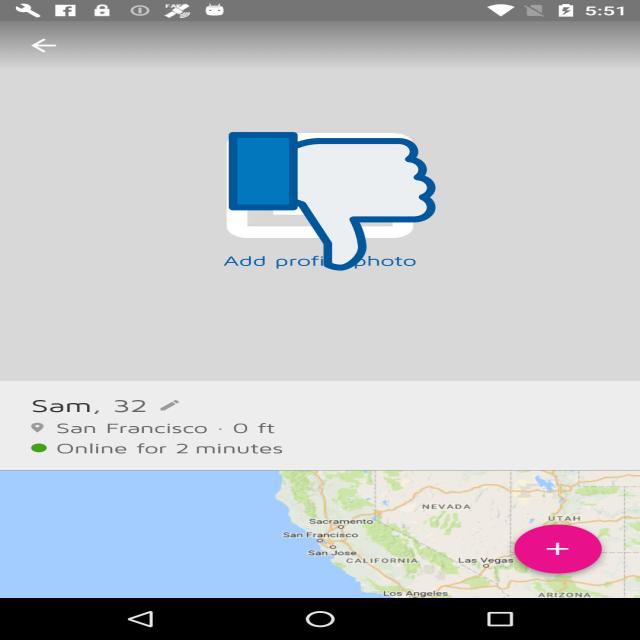 5:51
Add profi photo
Sam, 32
San Francisco · 0 ft
Online for 2 minutes
NEVADA
UTAH
Sacramento
San Francisco
San Jose
CALIFORNIA
Las Vegas
Los Angeles
ARIZONA